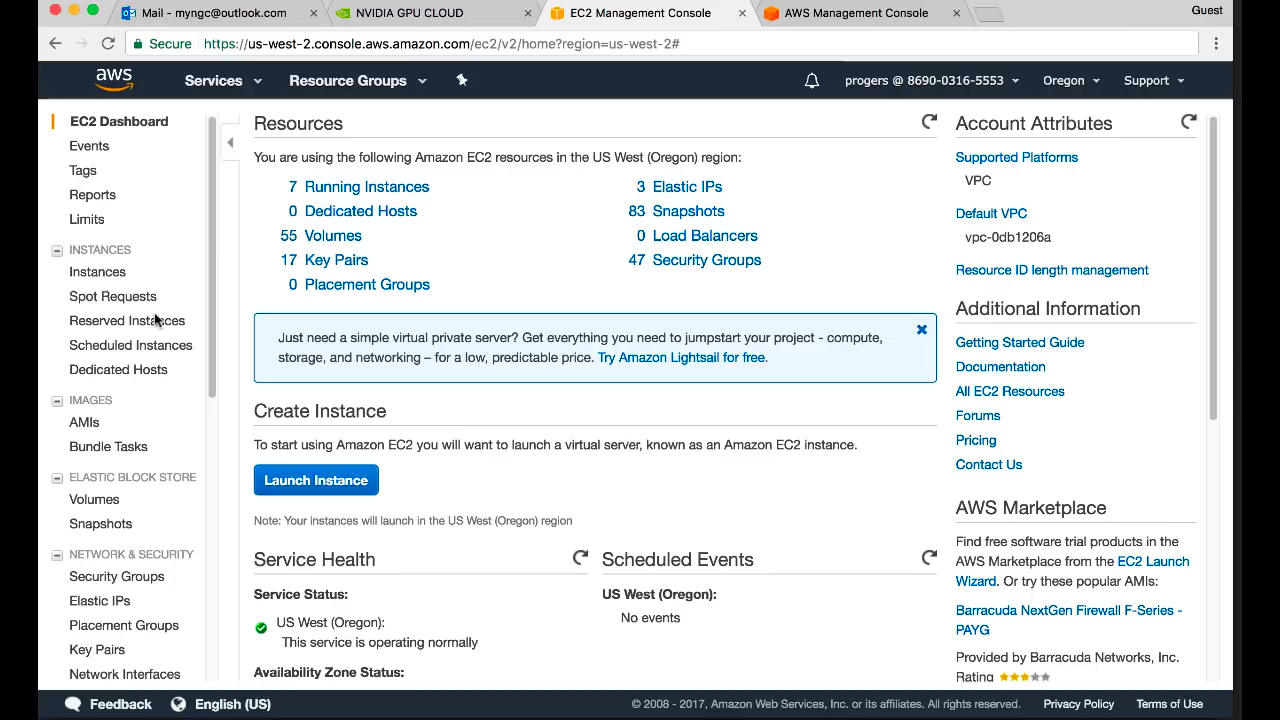 Mail - myngc@outlook.com
NVIDIA GPU CLOUD
EC2 Management Console
AWS Management Console
Guest
Secure https://us-west-2.console.aws.amazon.com/ec2/v2/home?region=us-west-2#
aws
Services
Resource Groups
progers @ 8690-0316-5553
Oregon
Support
EC2 Dashboard
Events
Tags
Reports
Limits
INSTANCES
Instances
Spot Requests
Reserved Instances
Scheduled Instances
Dedicated Hosts
IMAGES
AMIs
Bundle Tasks
ELASTIC BLOCK STORE
Volumes
Snapshots
NETWORK & SECURITY
Security Groups
Elastic IPs
Placement Groups
Key Pairs
Network Interfaces
Resources
You are using the following Amazon EC2 resources in the US West (Oregon) region:
7 Running Instances
3 Elastic IPs
0 Dedicated Hosts
83 Snapshots
55 Volumes
0 Load Balancers
17 Key Pairs
47 Security Groups
0 Placement Groups
Just need a simple virtual private server? Get everything you need to jumpstart your project - compute,
storage, and networking – for a low, predictable price. Try Amazon Lightsail for free.
Create Instance
To start using Amazon EC2 you will want to launch a virtual server, known as an Amazon EC2 instance.
Launch Instance
Note: Your instances will launch in the US West (Oregon) region
Service Health
Service Status:
US West (Oregon):
This service is operating normally
Availability Zone Status:
Scheduled Events
US West (Oregon):
No events
Account Attributes
Supported Platforms
VPC
Default VPC
vpc-0db1206a
Resource ID length management
Additional Information
Getting Started Guide
Documentation
All EC2 Resources
Forums
Pricing
Contact Us
AWS Marketplace
Find free software trial products in the
AWS Marketplace from the EC2 Launch
Wizard. Or try these popular AMIs:
Barracuda NextGen Firewall F-Series -
PAYG
Provided by Barracuda Networks, Inc.
Rating
Feedback
English (US)
© 2008 - 2017, Amazon Web Services, Inc. or its affiliates. All rights reserved.
Privacy Policy
Terms of Use